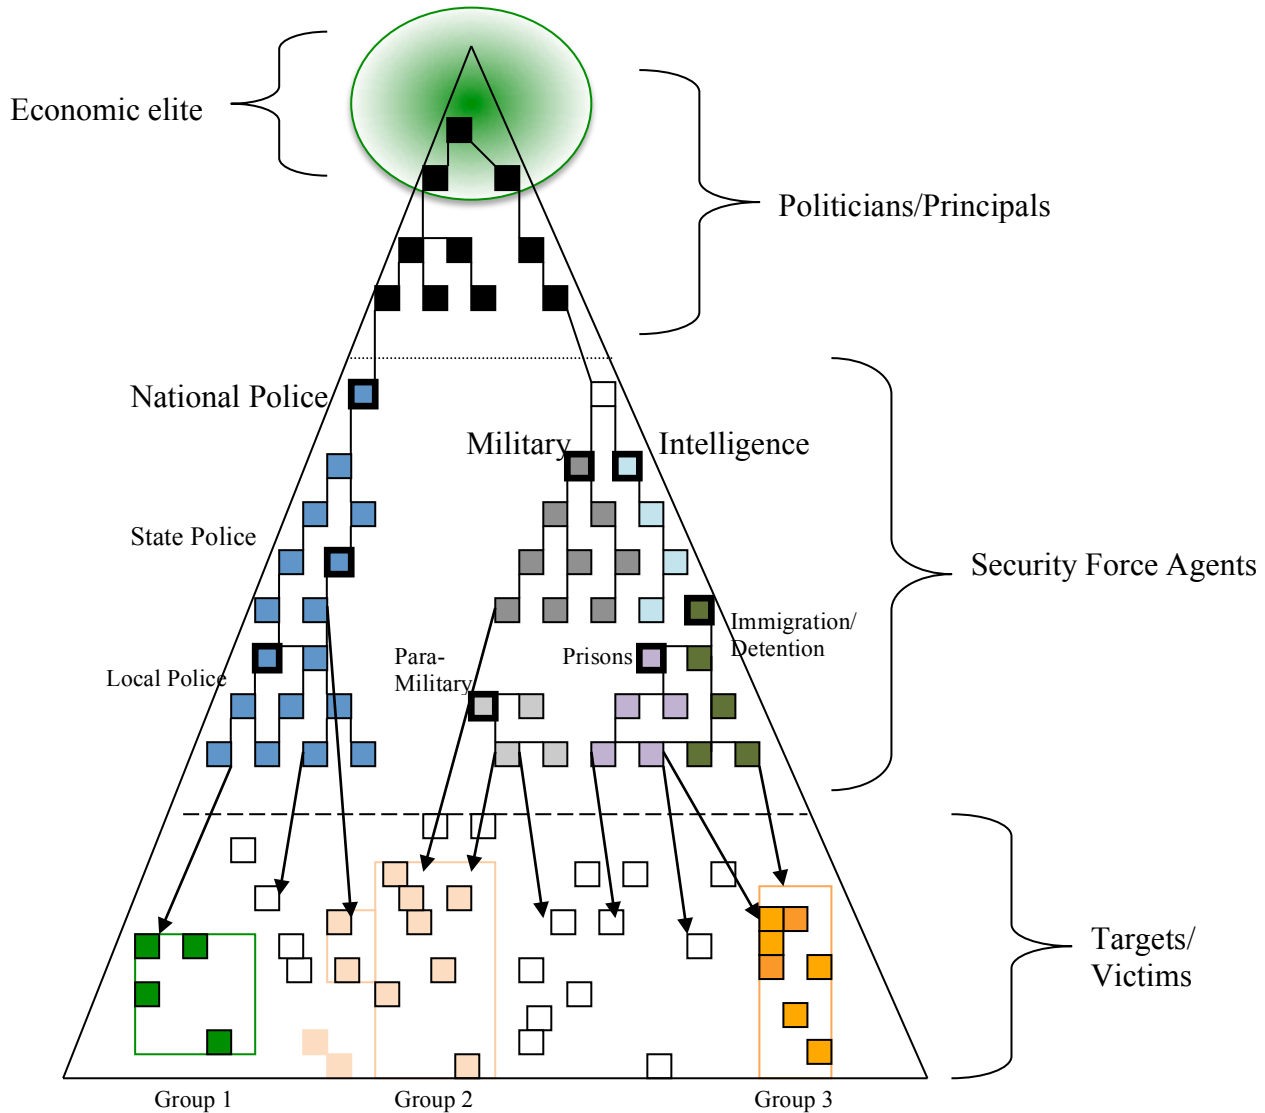 Economic elite
Politicians/Principals
National Police
Military
Intelligence
State Police
Security Force Agents
Immigration/
Detention
Para-
Military
Prisons
Local Police
Targets/
Victims
Group 1
Group 2
Group 3